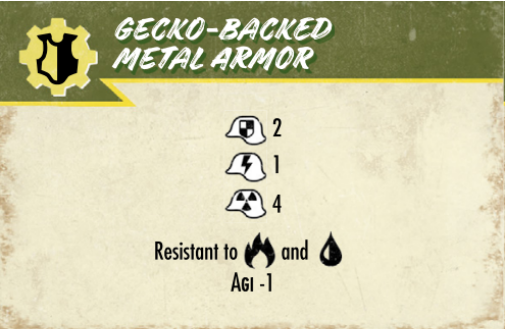 GECKO-BACKED
METAL ARMOR
2
1
4
Resistant to and
AGI -1